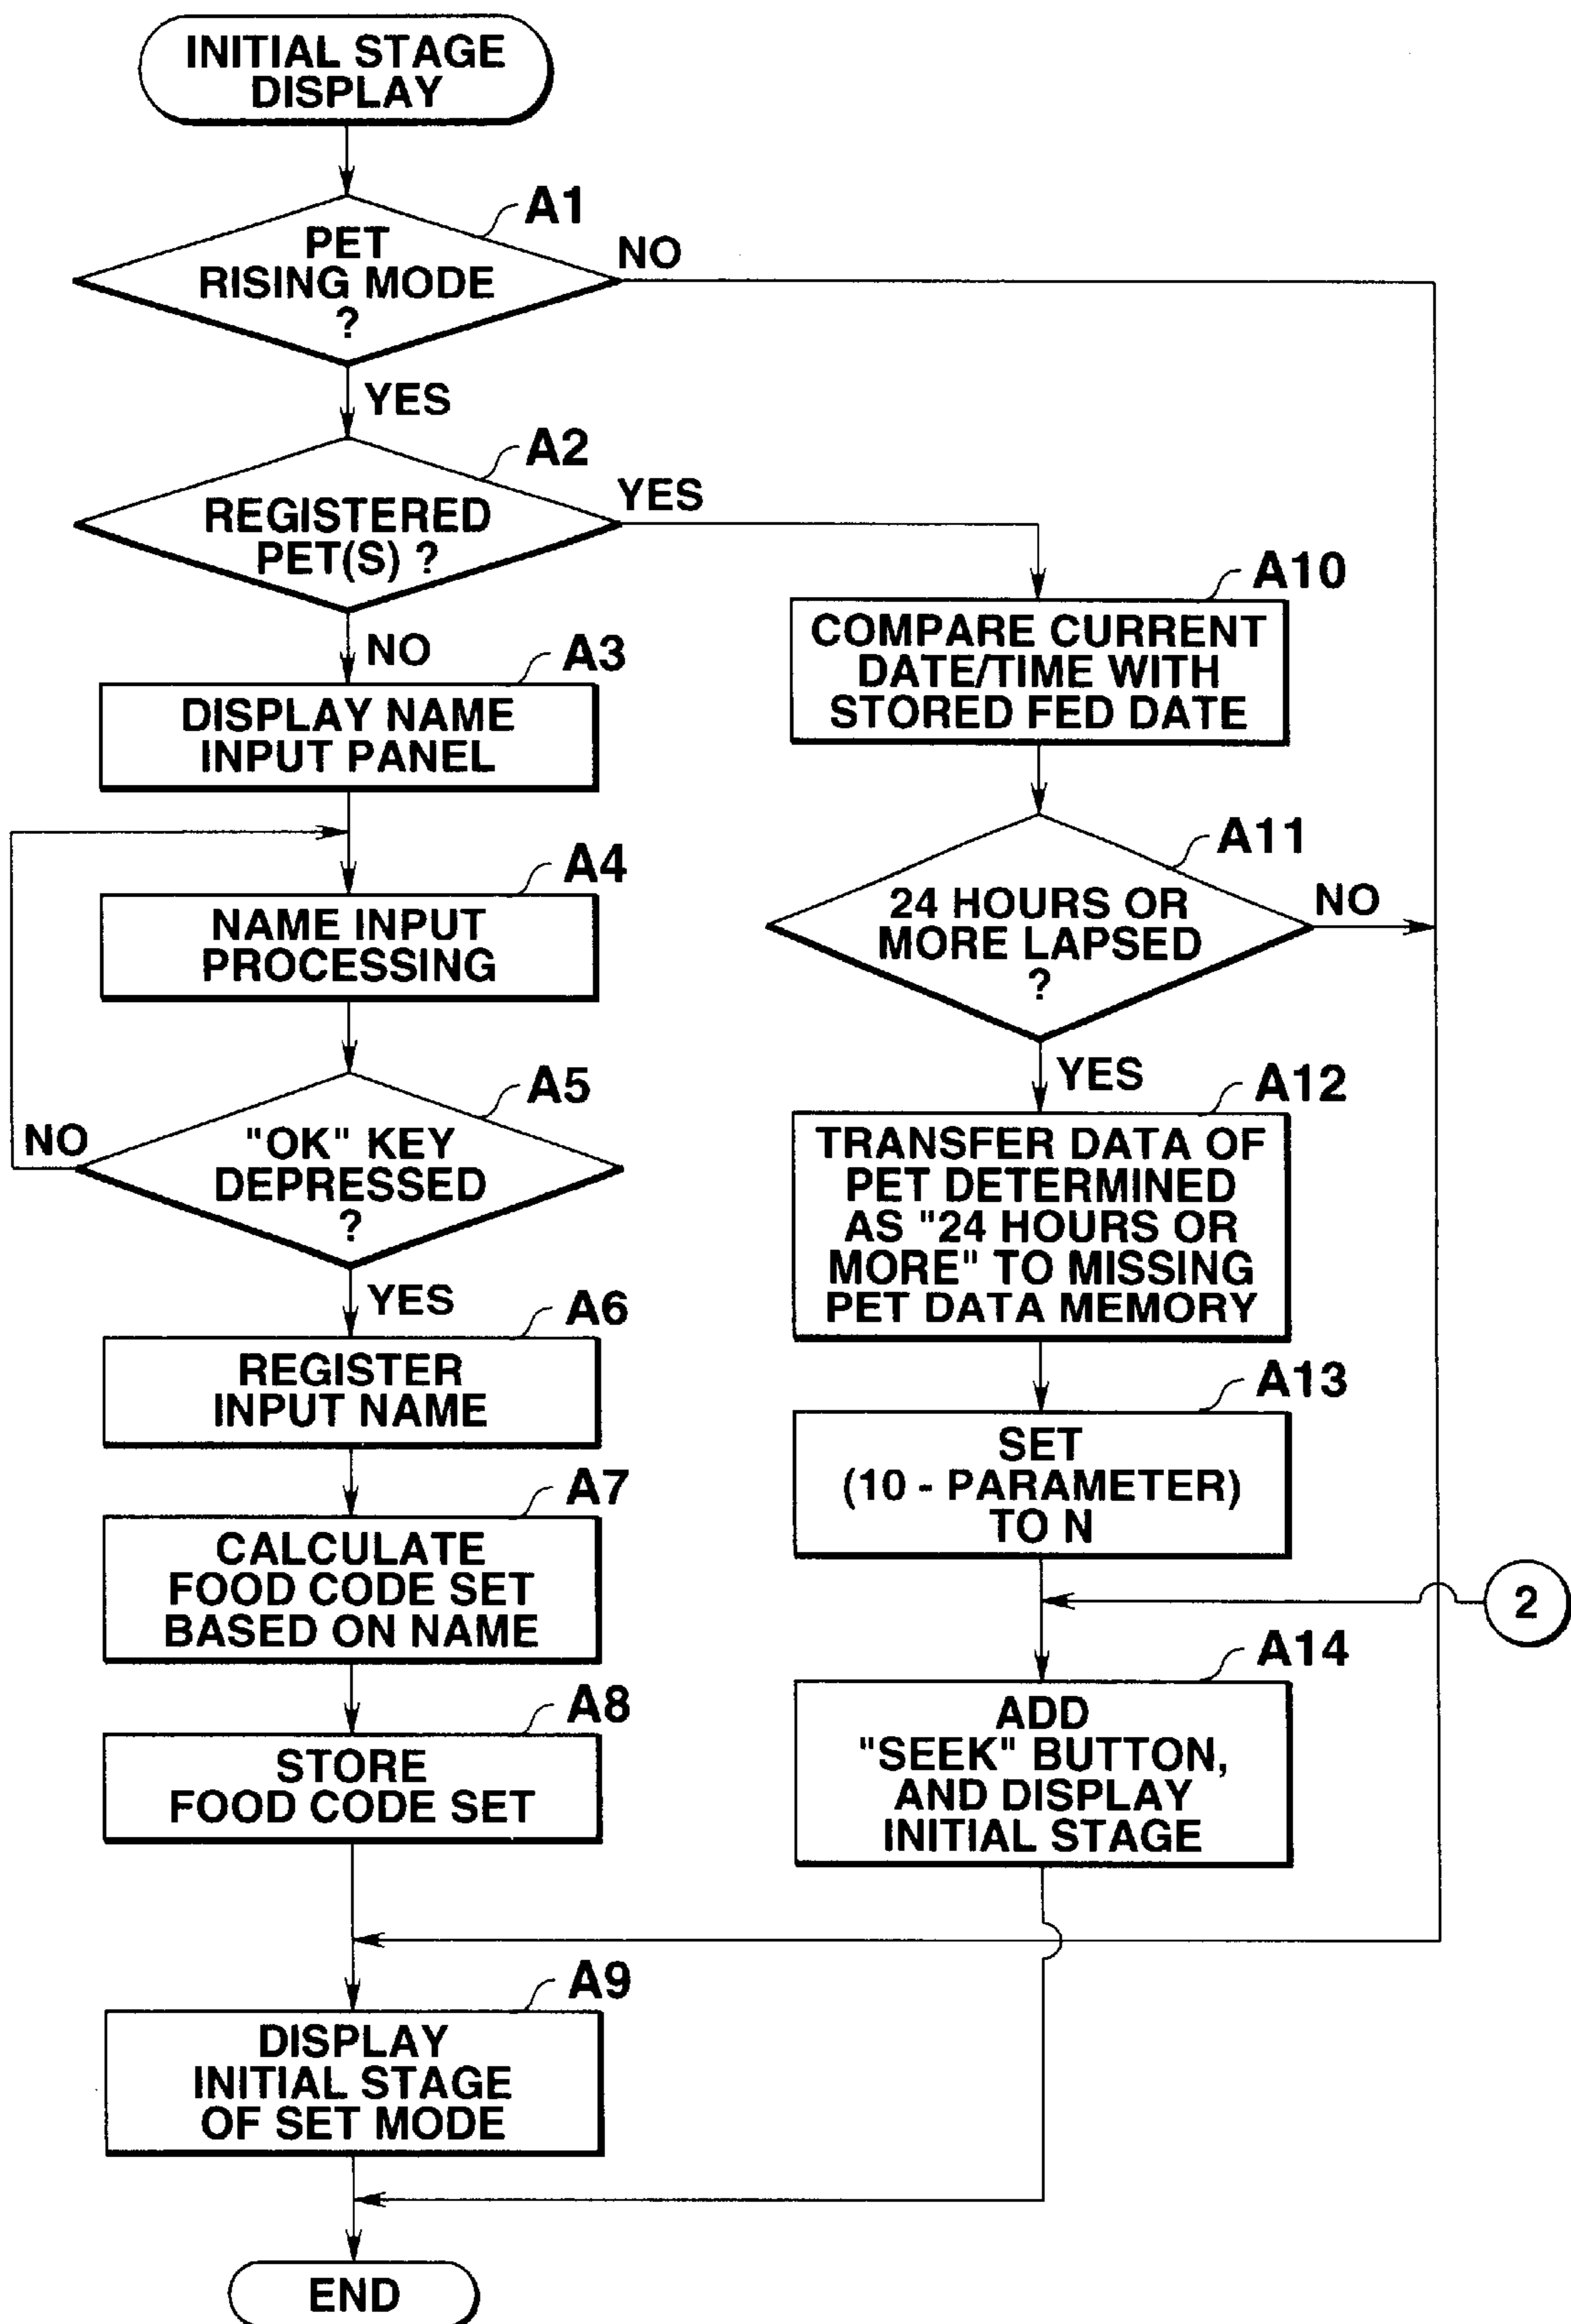 INITIAL STAGE
DISPLAY
A1
PET
RISING MODE
?
NO
YES
A2
REGISTERED
PET(S) ?
YES
NO
A3
DISPLAY NAME
INPUT PANEL
A4
NAME INPUT
PROCESSING
A5
"OK" KEY
DEPRESSED
?
NO
YES
A6
REGISTER
INPUT NAME
A7
CALCULATE
FOOD CODE SET
BASED ON NAME
A8
STORE
FOOD CODE SET
A9
DISPLAY
INITIAL STAGE
OF SET MODE
END
A10
COMPARE CURRENT
DATE/TIME WITH
STORED FED DATE
A11
24 HOURS OR
MORE LAPSED
?
NO
YES
A12
TRANSFER DATA OF
PET DETERMINED
AS "24 HOURS OR
MORE" TO MISSING
PET DATA MEMORY
A13
SET
(10 - PARAMETER)
TO N
2
A14
ADD
"SEEK" BUTTON,
AND DISPLAY
INITIAL STAGE